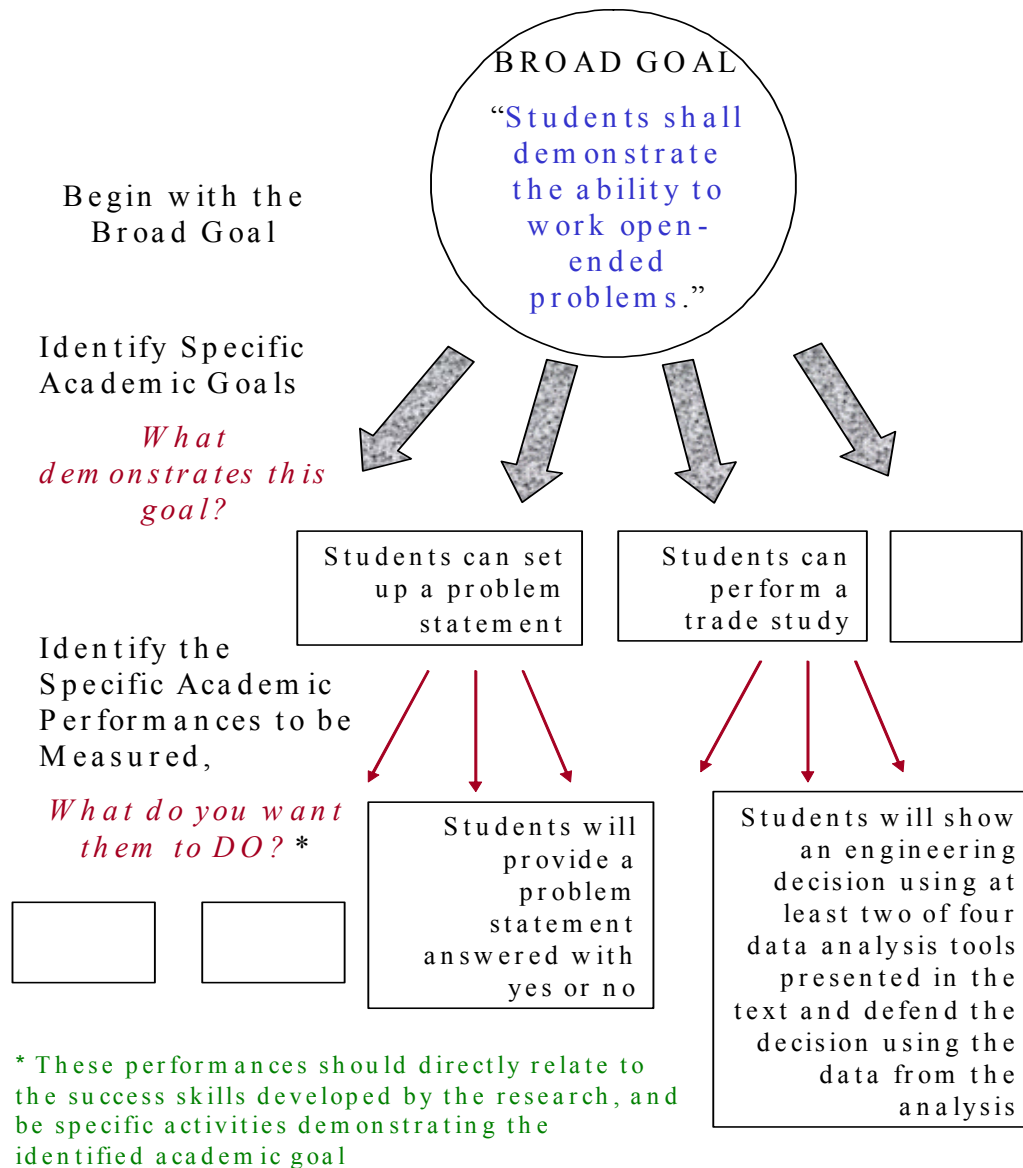 BROAD GOAL
“Students shall
demonstrate
the ability to
work open-
ended
problems.”
Begin with the
Broad Goal
Identify Specific
Academic Goals
What
demonstrates this
goal?
Students can set
up a problem
statement
Students can
perform a
trade study
Identify the
Specific Academic
Performances to be
Measured,
What do you want
them to DO? *
Students will
provide a
problem
statement
answered with
yes or no
Students will show
an engineering
decision using at
least two of four
data analysis tools
presented in the
text and defend the
decision using the
data from the
analysis
* These performances should directly relate to
the success skills developed by the research, and
be specific activities demonstrating the
identified academic goal